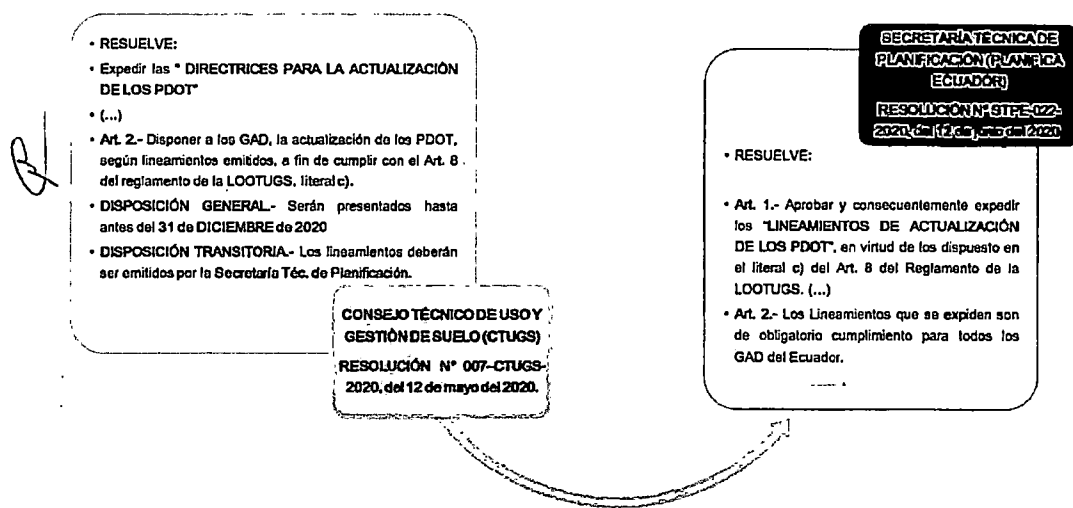 • RESUELVE:
• Expedir las " DIRECTRICES PARA LA ACTUALIZACIÓN
DE LOS PDOT"
• (...)
• Art. 2.- Disponer a los GAD, la actualización de los PDOT,
según lineamientos emitidos, a fin de cumplir con el Art. 8
del reglamento de la LOOTUGS, literal c).
• DISPOSICIÓN GENERAL.- Serán presentados hasta
antes del 31 de DICIEMBRE de 2020
• DISPOSICIÓN TRANSITORIA.- Los lineamientos deberán
ser emitidos por la Secretaría Téc. de Planificación.
CONSEJO TÉCNICO DE USO Y
GESTIÓN DE SUELO (CTUGS)
RESOLUCIÓN N° 007-CTUGS-
2020, del 12 de mayo del 2020.
SECRETARÍA TÉCNICA DE
PLANIFICACIÓN (PLANIFICA
ECUADOR)
RESOLUCIÓN N° STPE-022-
2020, del 12 de junio del 2020
• RESUELVE:
• Art. 1.- Aprobar y consecuentemente expedir
los "LINEAMIENTOS DE ACTUALIZACIÓN
DE LOS PDOT", en virtud de los dispuesto en
el literal c) del Art. 8 del Reglamento de la
LOOTUGS. (...)
• Art. 2.- Los Lineamientos que se expiden son
de obligatorio cumplimiento para todos los
GAD del Ecuador.